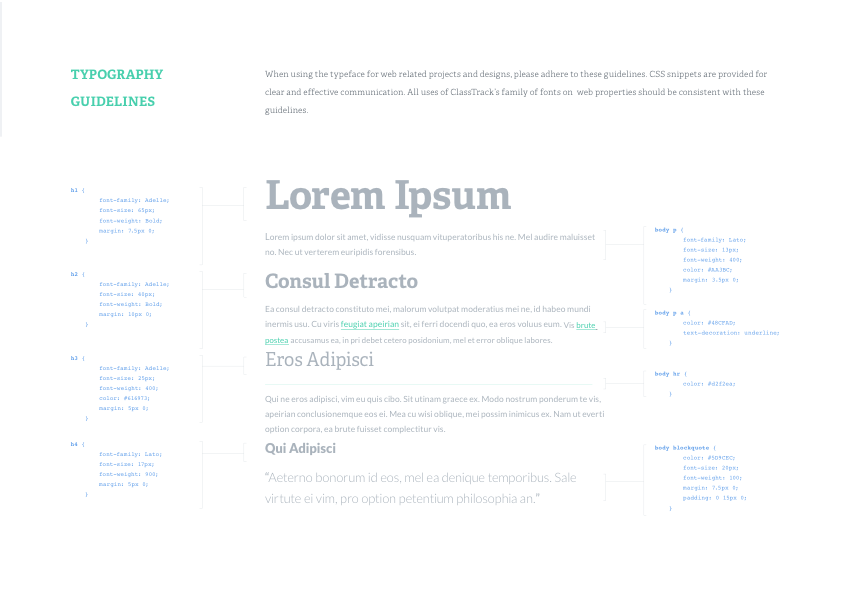 TYPOGRAPHY
GUIDELINES
When using the typeface for web related projects and designs, please adhere to these guidelines. CSS snippets are provided for
clear and effective communication. All uses of ClassTrack's family of fonts on web properties should be consistent with these
guidelines.
h1 {
font-family: Adelle;
font-size: 65px;
font-weight: Bold;
margin: 7.5px 0;
}
h2 {
font-family: Adelle;
font-size: 40px;
font-weight: Bold;
margin: 10px 0;
}
h3 {
font-family: Adelle;
font-size: 25px;
font-weight: 400;
color: #616973;
margin: 5px 0;
}
h4 {
font-family: Lato;
font-size: 17px;
font-weight: 900;
margin: 5px 0;
}
Lorem Ipsum
Lorem ipsum dolor sit amet, vidisse nusquam vituperatoribus his ne. Mel audire maluisset
no. Nec ut verterem euripidis forensibus.
Consul Detracto
Ea consul detracto constituto mei, malorum volutpat moderatius mei ne, id habeo mundi
inermis usu. Cu viris feugiat apeirian sit, ei ferri docendi quo, ea eros voluus eum. Vis brute
postea accusamus ea, in pri debet cetero posidonium, mel et error oblique labores.
Eros Adipisci
Qui ne eros adipisci, vim eu quis cibo. Sit utinam graece ex. Modo nostrum ponderum te vis,
apeirian conclusionemque eos ei. Mea cu wisi oblique, mei possim inimicus ex. Nam ut everti
option corpora, ea brute fuisset complectitur vis.
Qui Adipisci
"Aeterno bonorum id eos, mel ea denique temporibus. Sale
virtute ei vim, pro option petentium philosophia an."
body p {
font-family: Lato;
font-size: 13px;
font-weight: 400;
color: #AAB3BC;
margin: 3.5px 0;
}
body p a {
color: #48CFAD;
text-decoration: underline;
}
body hr {
color: #d2f2ea;
}
body blockquote {
color: #5D9CEC;
font-size: 20px;
font-weight: 100;
margin: 7.5px 0;
padding: 0 15px 0;
}